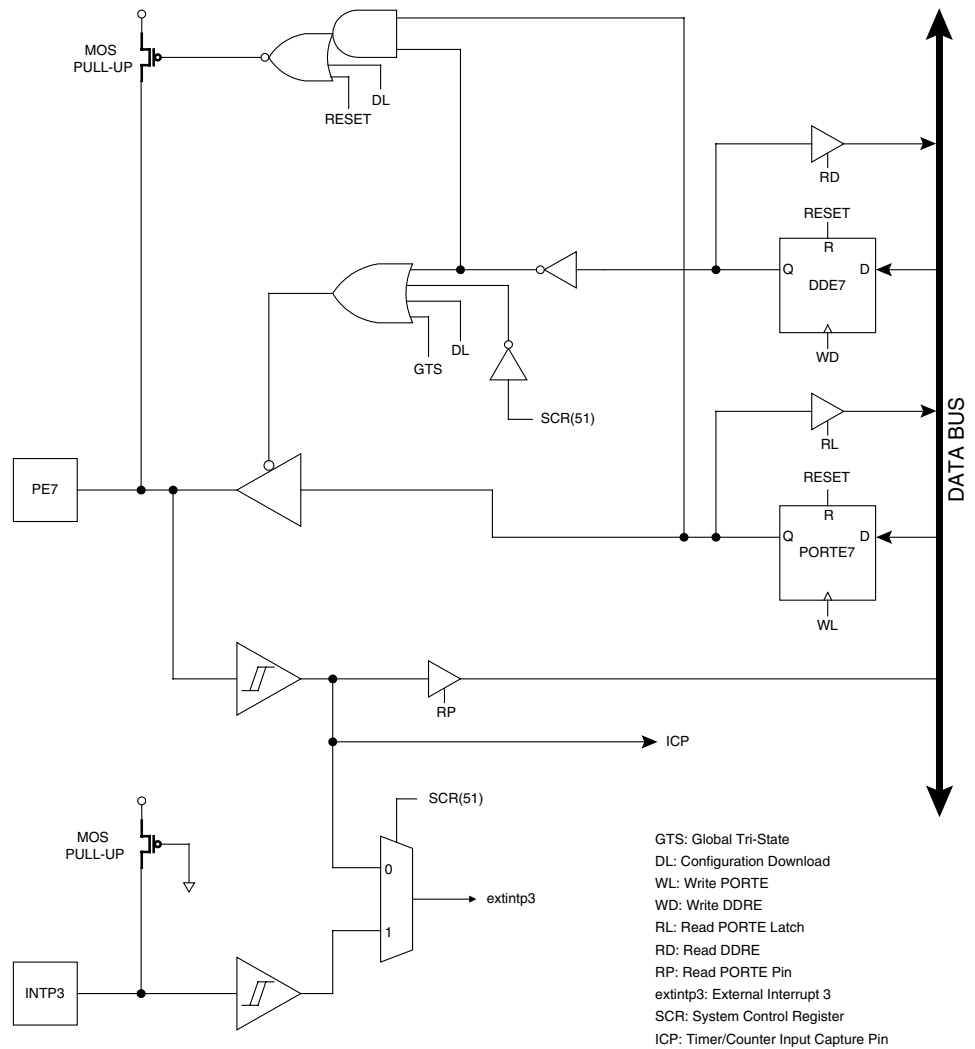 MOS
PULL-UP
DL
RESET
RD
RESET
R
Q
D
DDE7
WD
DL
GTS
SCR(51)
RL
RESET
R
Q
D
PORTE7
WL
DATA BUS
PE7
RP
ICP
SCR(51)
MOS
PULL-UP
0
1
extintp3
INTP3
GTS: Global Tri-State
DL: Configuration Download
WL: Write PORTE
WD: Write DDRE
RL: Read PORTE Latch
RD: Read DDRE
RP: Read PORTE Pin
extintp3: External Interrupt 3
SCR: System Control Register
ICP: Timer/Counter Input Capture Pin